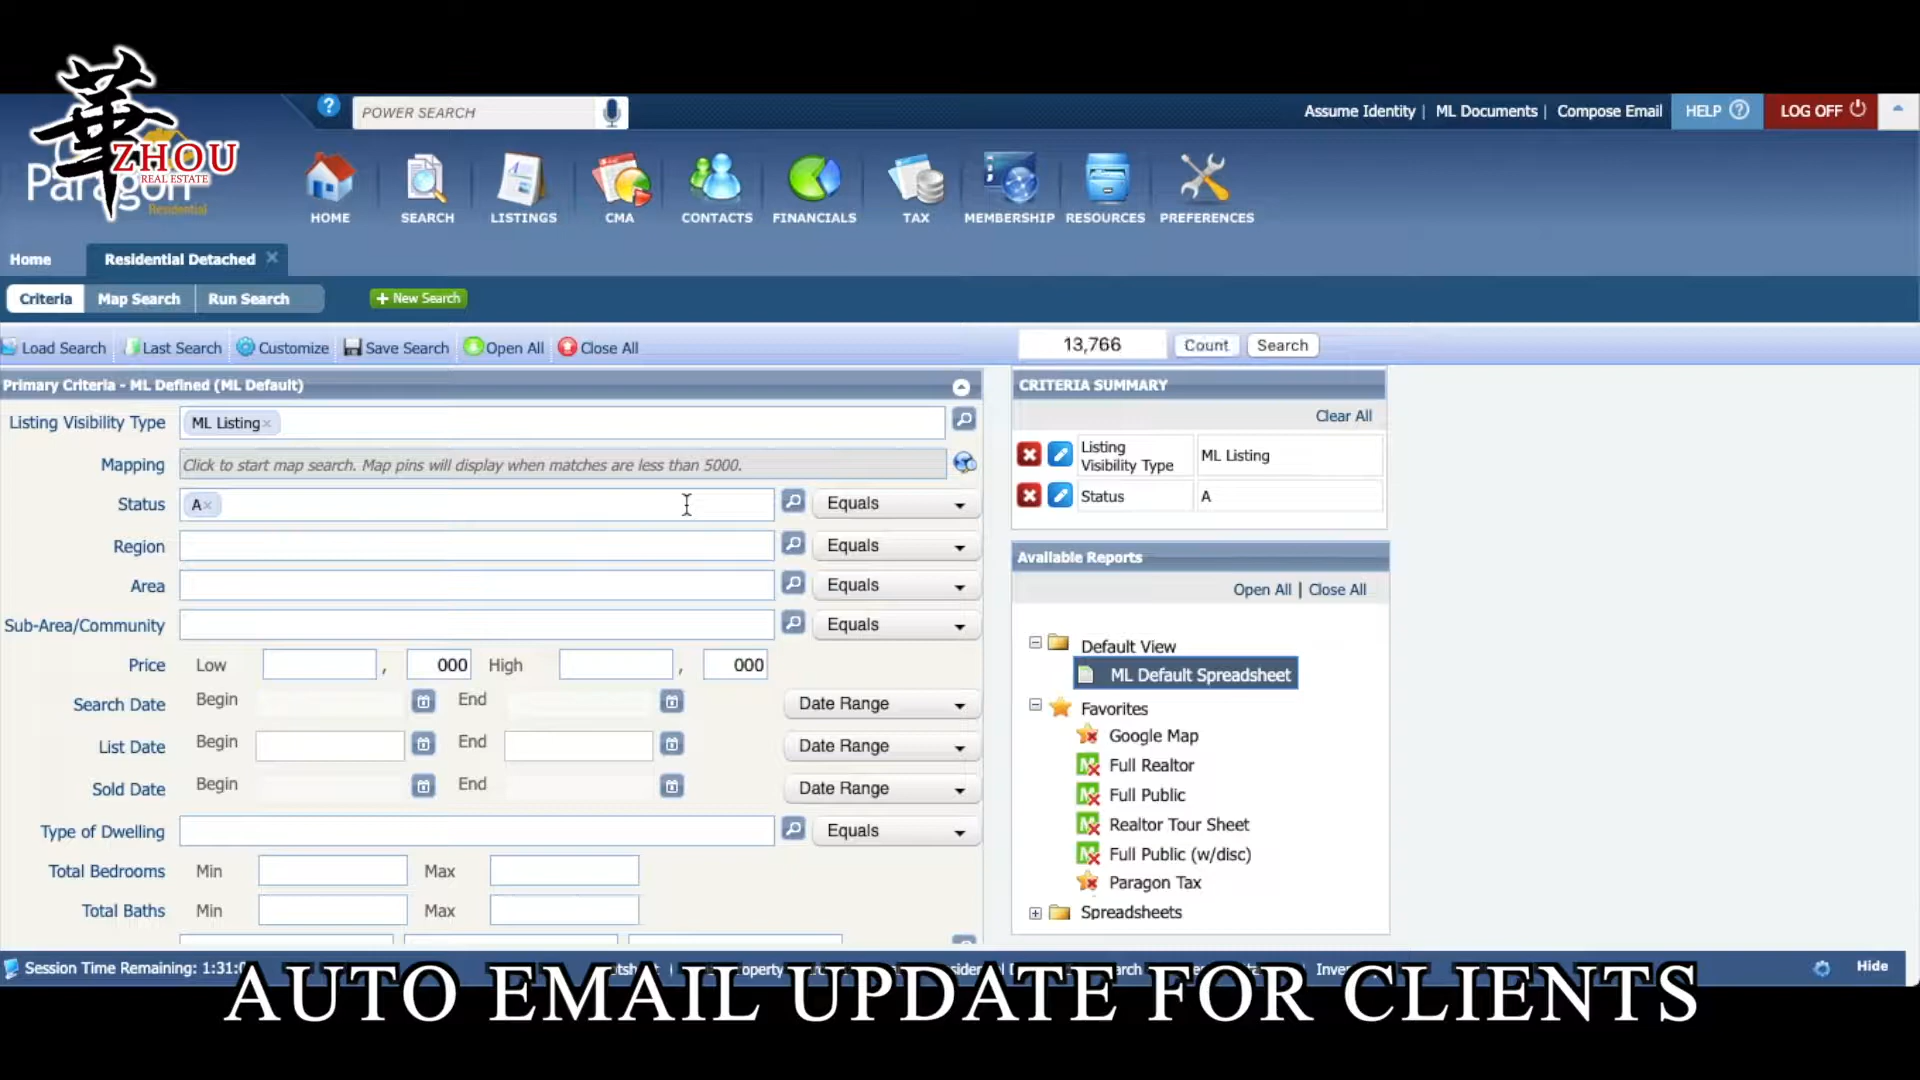 華
ZHOU
REAL ESTATE
Paragon
Residential
?
POWER SEARCH
Assume Identity | ML Documents | Compose Email
HELP ?
LOG OFF
HOME
SEARCH
LISTINGS
CMA
CONTACTS
FINANCIALS
TAX
MEMBERSHIP
RESOURCES
PREFERENCES
Home
Residential Detached ×
Criteria
Map Search
Run Search
+ New Search
Load Search
Last Search
Customize
Save Search
Open All
Close All
13,766
Count
Search
Primary Criteria - ML Defined (ML Default)
Listing Visibility Type
ML Listing ×
Mapping
Click to start map search. Map pins will display when matches are less than 5000.
Status
A ×
Equals
Region
Equals
Area
Equals
Sub-Area/Community
Equals
Price Low , 000 High , 000
Search Date Begin End Date Range
List Date Begin End Date Range
Sold Date Begin End Date Range
Type of Dwelling
Equals
Total Bedrooms Min Max
Total Baths Min Max
CRITERIA SUMMARY
Clear All
Listing
Visibility Type
ML Listing
Status
A
Available Reports
Open All | Close All
Default View
ML Default Spreadsheet
Favorites
Google Map
Full Realtor
Full Public
Realtor Tour Sheet
Full Public (w/disc)
Paragon Tax
Spreadsheets
Session Time Remaining: 1:31:
Hide
AUTO EMAIL UPDATE FOR CLIENTS